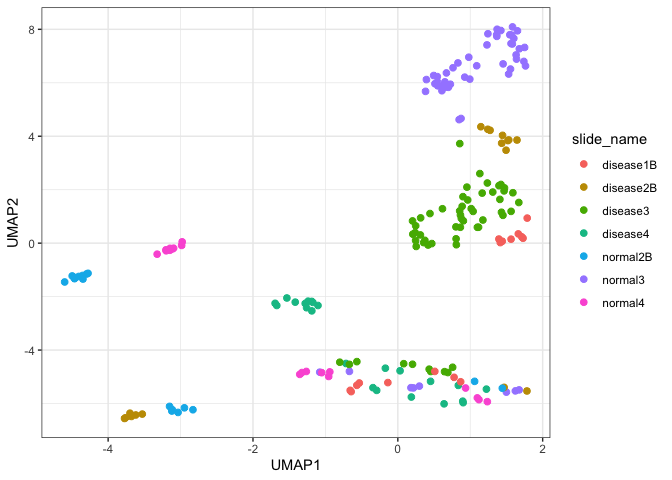 8
4
0
-4
-4
-2
0
2
UMAP1
UMAP2
slide_name
disease1B
disease2B
disease3
disease4
normal2B
normal3
normal4